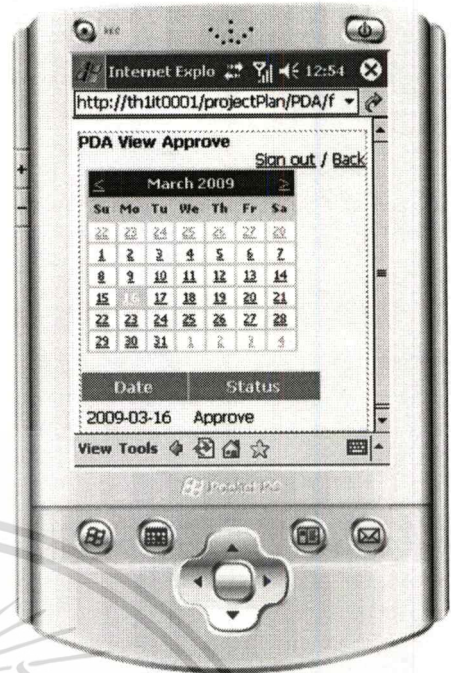 REC
Internet Explo 12:54
http://th1it0001/projectPlan/PDA/f
PDA View Approve
Sign out / Back
< March 2009 >
Su Mo Tu We Th Fr Sa
22 23 24 25 26 27 28
1 2 3 4 5 6 7
8 9 10 11 12 13 14
15 16 17 18 19 20 21
22 23 24 25 26 27 28
29 30 31 1 2 3 4
Date Status
2009-03-16 Approve
View Tools
Pocket PC